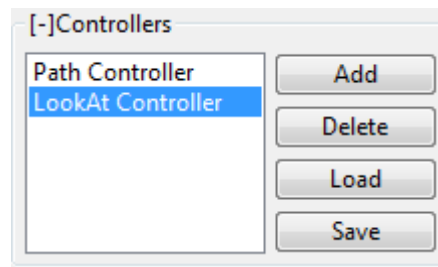 [-]Controllers
Path Controller
LookAt Controller
Add
Delete
Load
Save